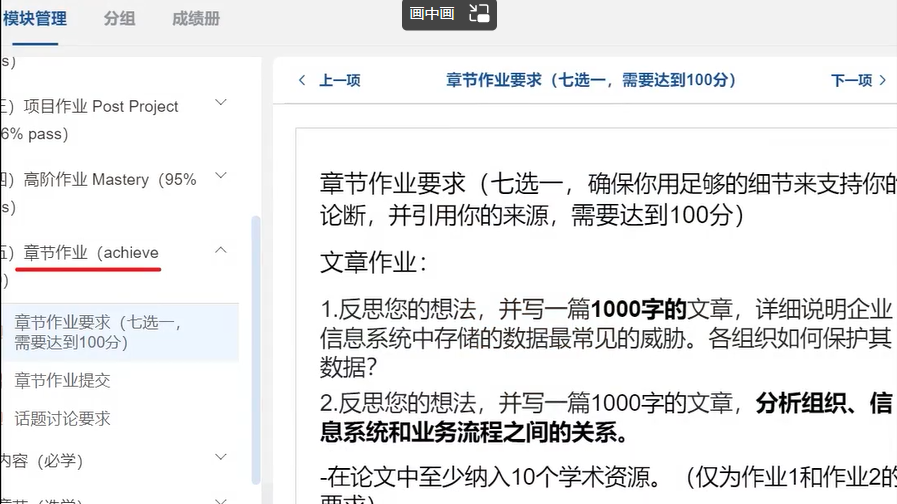 模块管理 分组 成绩册
画中画
s）
三）项目作业 Post Project
6% pass）
四）高阶作业 Mastery（95%
s）
五）章节作业（achieve
）
章节作业要求（七选一，
需要达到100分）
章节作业提交
话题讨论要求
内容（必学）
上一项 章节作业要求（七选一，需要达到100分） 下一项
章节作业要求（七选一，确保你用足够的细节来支持你的
论断，并引用你的来源，需要达到100分）
文章作业：
1.反思您的想法，并写一篇1000字的文章，详细说明企业
信息系统中存储的数据最常见的威胁。各组织如何保护其
数据？
2.反思您的想法，并写一篇1000字的文章，分析组织、信
息系统和业务流程之间的关系。
-在论文中至少纳入10个学术资源。（仅为作业1和作业2的